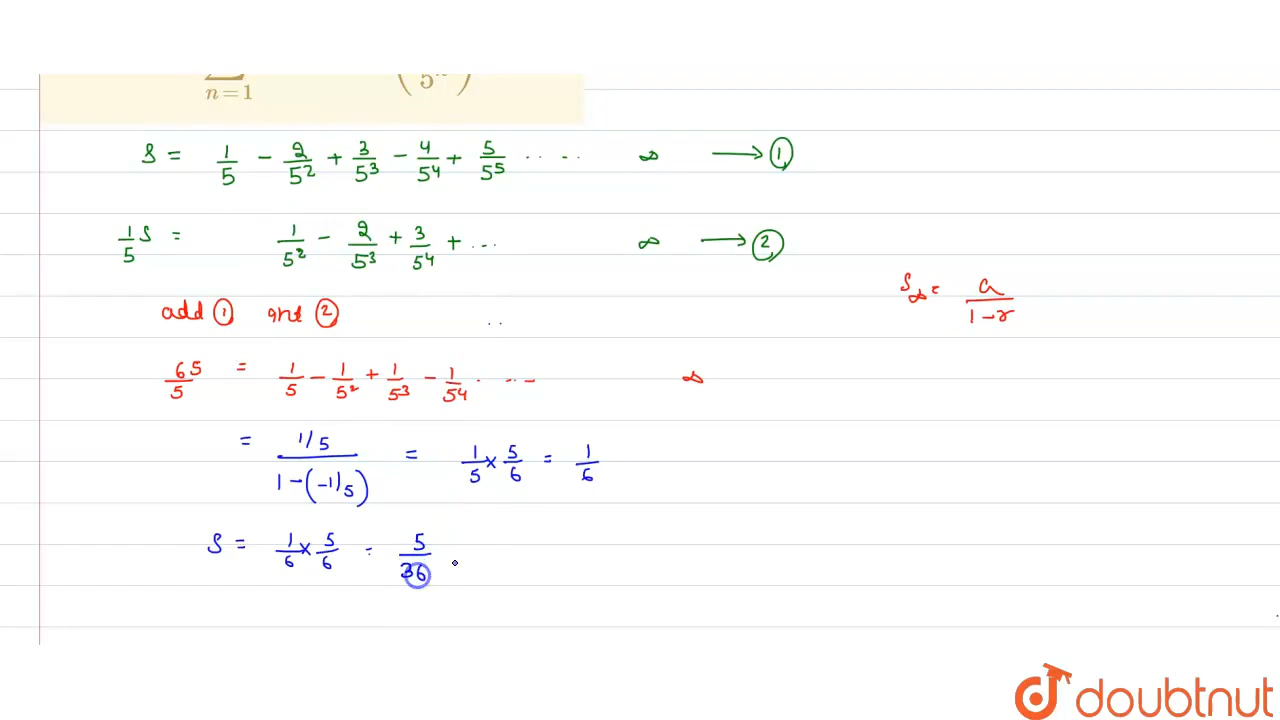 n=1 ( 5ⁿ )
S = 1/5 - 2/5² + 3/5³ - 4/5⁴ + 5/5⁵ ..... ∞ → ①
1/5 S = 1/5² - 2/5³ + 3/5⁴ + ... ∞ → ②
S∞ = a/(1-r)
add ① and ②
6S/5 = 1/5 - 1/5² + 1/5³ - 1/5⁴ ..... ∞
= (1/5)/(1-(-1/5)) = 1/5 × 5/6 = 1/6
S = 1/6 × 5/6 = 5/36
doubtnut